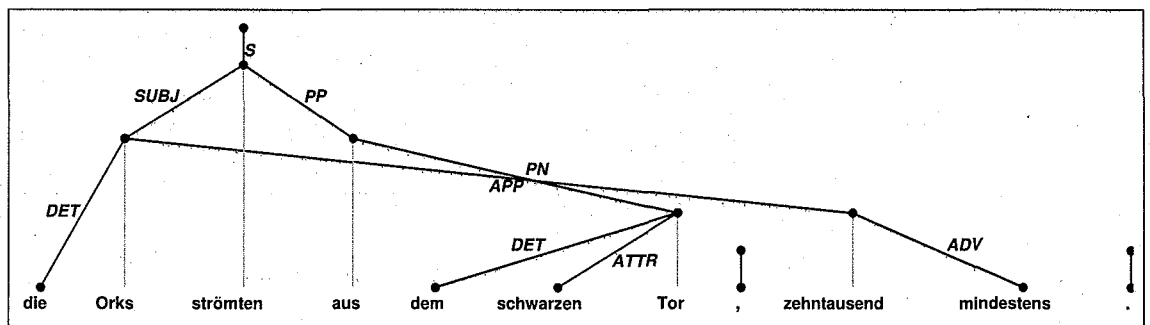 S
SUBJ PP
PN
APP
DET DET ATTR ADV
die Orks strömten aus dem schwarzen Tor , zehntausend mindestens .